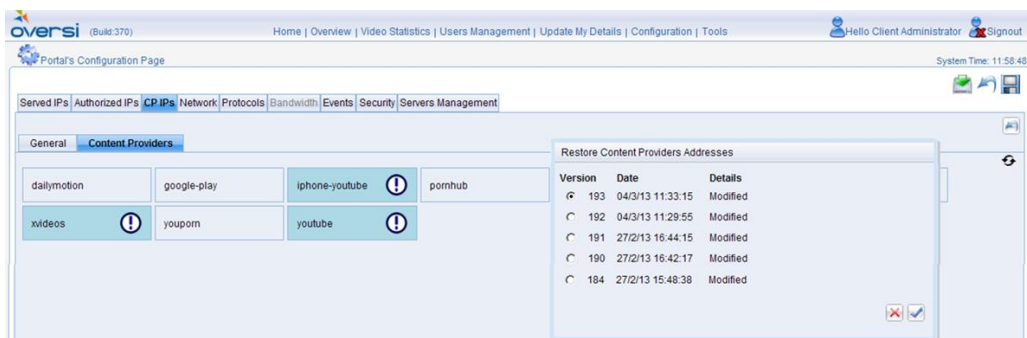 oversi (Build:370) Home | Overview | Video Statistics | Users Management | Update My Details | Configuration | Tools Hello Client Administrator Signout
Portal's Configuration Page System Time: 11:58:48
Served IPs Authorized IPs CP IPs Network Protocols Bandwidth Events Security Servers Management
General Content Providers
dailymotion google-play iphone-youtube pornhub
xvideos youporn youtube
Restore Content Providers Addresses
Version Date Details
193 04/3/13 11:33:15 Modified
192 04/3/13 11:29:55 Modified
191 27/2/13 16:44:15 Modified
190 27/2/13 16:42:17 Modified
184 27/2/13 15:48:38 Modified